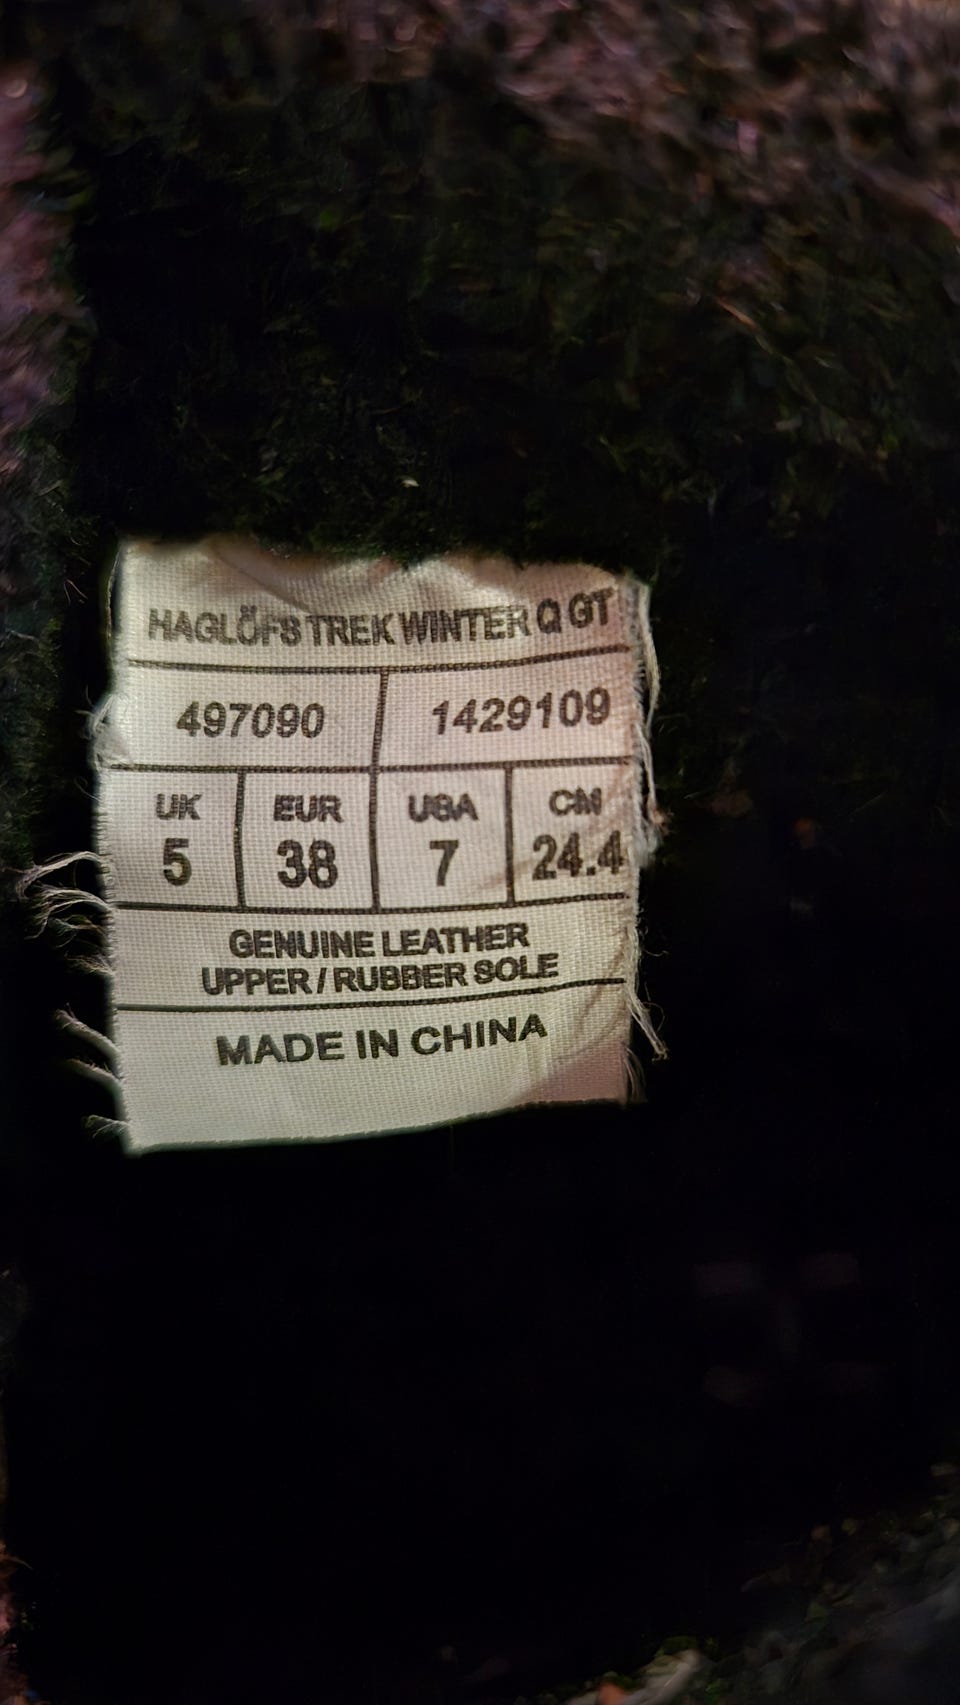 HAGLÖFS TREK WINTER Q GT
497090 1429109
UK EUR USA CM
5 38 7 24.4
GENUINE LEATHER
UPPER / RUBBER SOLE
MADE IN CHINA